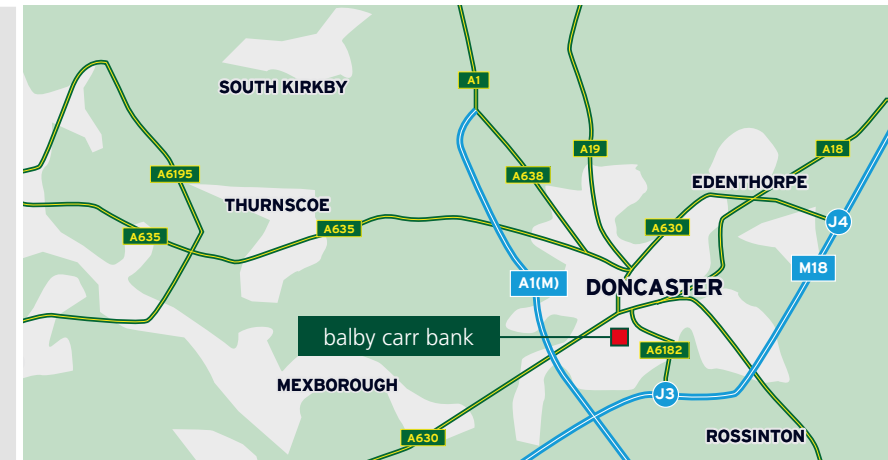 SOUTH KIRKBY
A1
A19
A18
A6195
A638
EDENTHORPE
THURNSCOE
A635
A635
A630
J4
A1(M)
DONCASTER
M18
balby carr bank
A6182
MEXBOROUGH
J3
A630
ROSSINTON